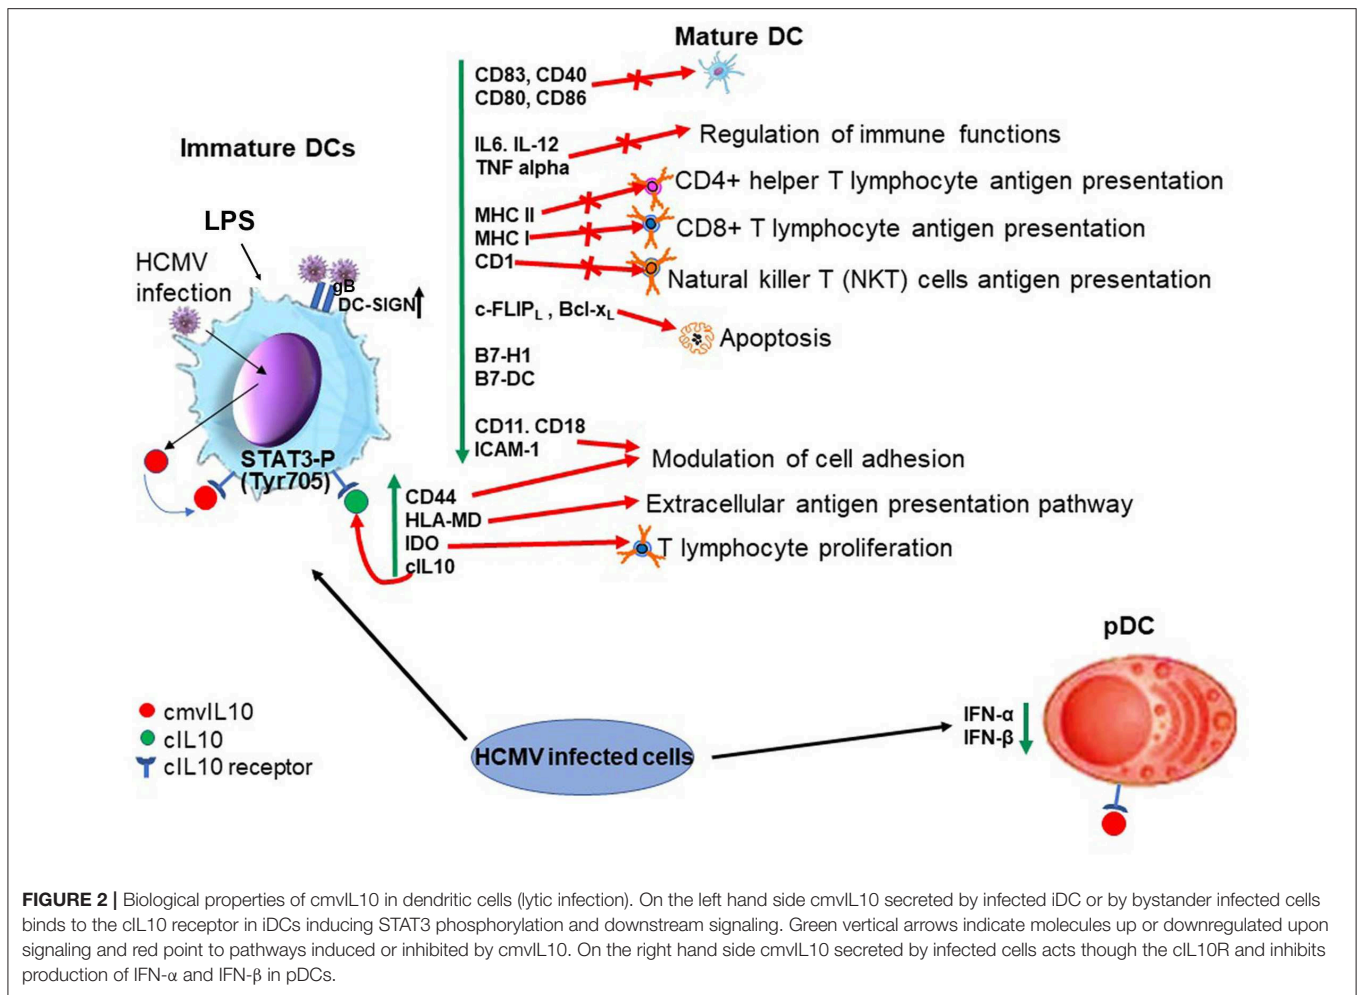 Mature DC
CD83, CD40
CD80, CD86
Immature DCs
IL6. IL-12
TNF alpha
Regulation of immune functions
CD4+ helper T lymphocyte antigen presentation
MHC II
MHC I
CD8+ T lymphocyte antigen presentation
CD1
Natural killer T (NKT) cells antigen presentation
LPS
HCMV
infection
gB
DC-SIGN
c-FLIPL , Bcl-xL
Apoptosis
B7-H1
B7-DC
CD11. CD18
ICAM-1
Modulation of cell adhesion
STAT3-P
(Tyr705)
CD44
HLA-MD
IDO
cIL10
Extracellular antigen presentation pathway
T lymphocyte proliferation
pDC
IFN-α
IFN-β
cmvIL10
cIL10
cIL10 receptor
HCMV infected cells
FIGURE 2 | Biological properties of cmvIL10 in dendritic cells (lytic infection). On the left hand side cmvIL10 secreted by infected iDC or by bystander infected cells
binds to the cIL10 receptor in iDCs inducing STAT3 phosphorylation and downstream signaling. Green vertical arrows indicate molecules up or downregulated upon
signaling and red point to pathways induced or inhibited by cmvIL10. On the right hand side cmvIL10 secreted by infected cells acts though the cIL10R and inhibits
production of IFN-α and IFN-β in pDCs.